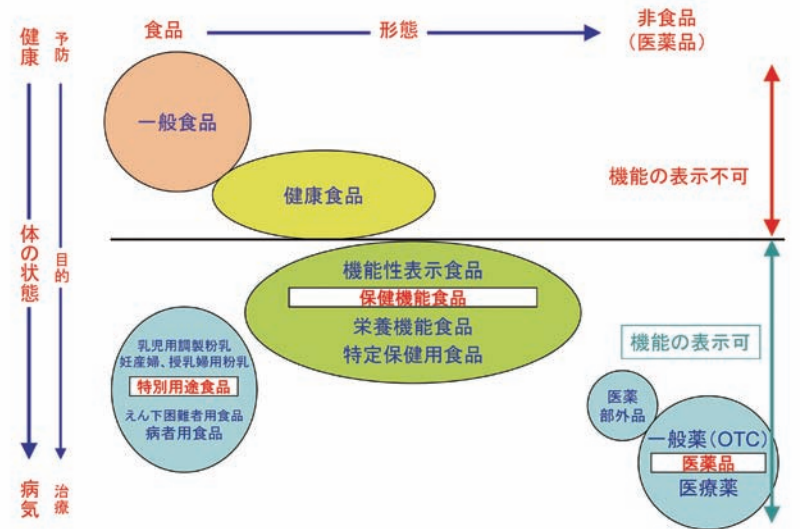 食品
形態
非食品
（医薬品）
健康
予防
体の状態
目的
病気
治療
一般食品
健康食品
機能の表示不可
機能性表示食品
保健機能食品
栄養機能食品
特定保健用食品
機能の表示可
乳児用調製粉乳
妊産婦、授乳婦用粉乳
特別用途食品
えん下困難者用食品
病者用食品
医薬
部外品
一般薬（OTC）
医薬品
医療薬